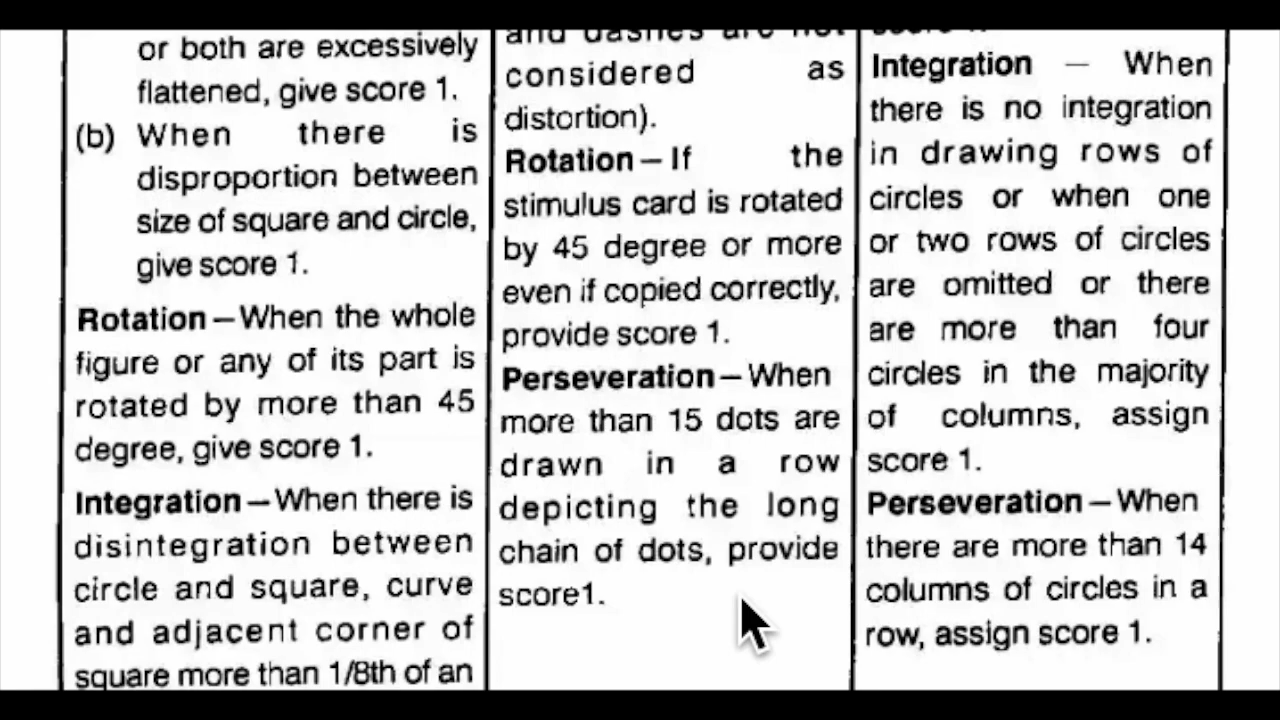 or both are excessively
flattened, give score 1.
(b) When there is
disproportion between
size of square and circle,
give score 1.
Rotation – When the whole
figure or any of its part is
rotated by more than 45
degree, give score 1.
Integration – When there is
disintegration between
circle and square, curve
and adjacent corner of
square more than 1/8th of an
and dashes are not
considered as
distortion).
Rotation – If the
stimulus card is rotated
by 45 degree or more
even if copied correctly,
provide score 1.
Perseveration – When
more than 15 dots are
drawn in a row
depicting the long
chain of dots, provide
score1.
Integration – When
there is no integration
in drawing rows of
circles or when one
or two rows of circles
are omitted or there
are more than four
circles in the majority
of columns, assign
score 1.
Perseveration – When
there are more than 14
columns of circles in a
row, assign score 1.